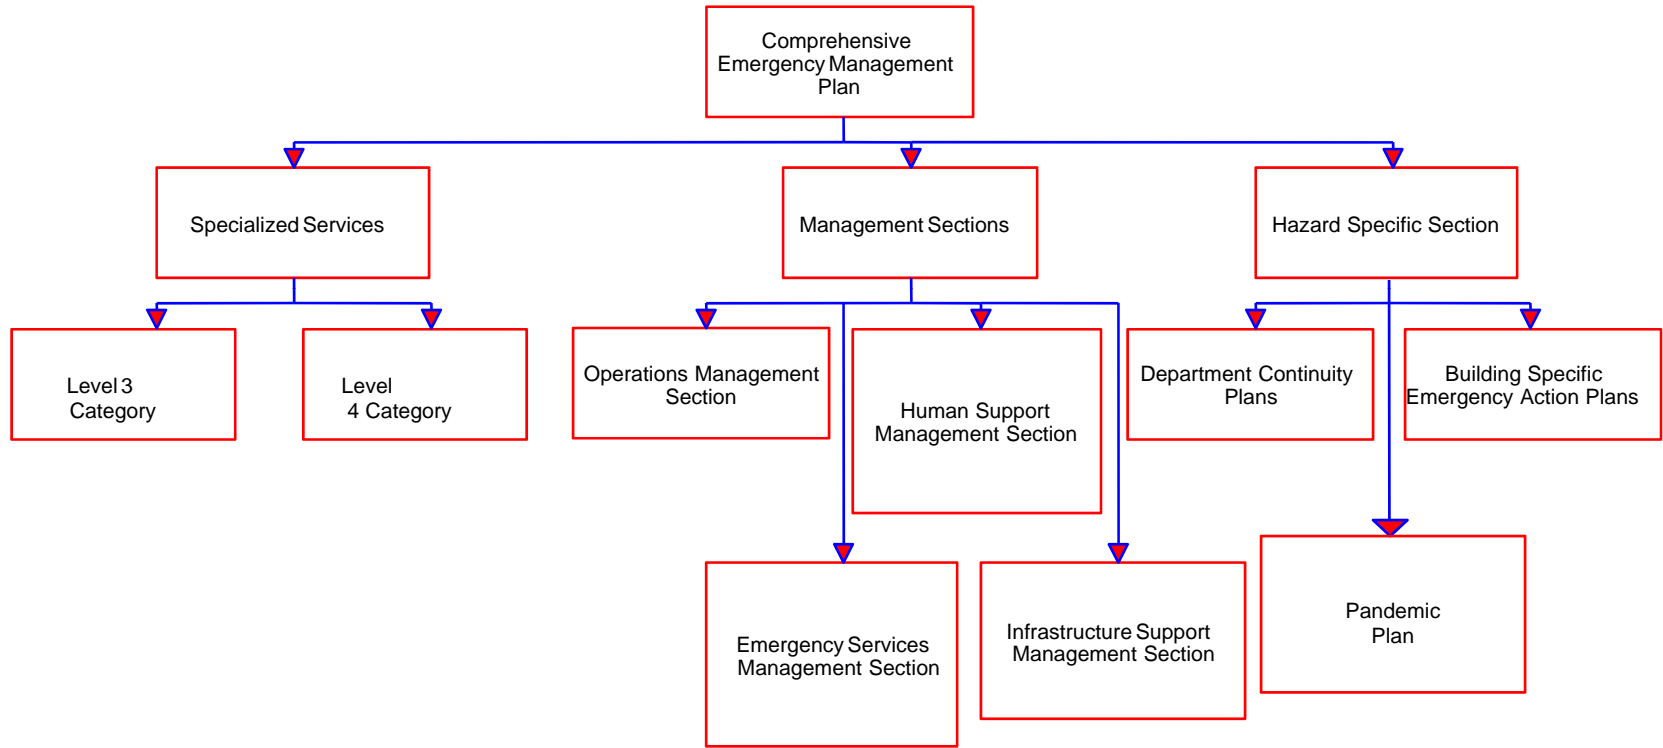 Comprehensive
Emergency Management
Plan
Specialized Services
Management Sections
Hazard Specific Section
Level 3
Category
Level
4 Category
Operations Management
Section
Human Support
Management Section
Department Continuity
Plans
Building Specific
Emergency Action Plans
Emergency Services
Management Section
Infrastructure Support
Management Section
Pandemic
Plan